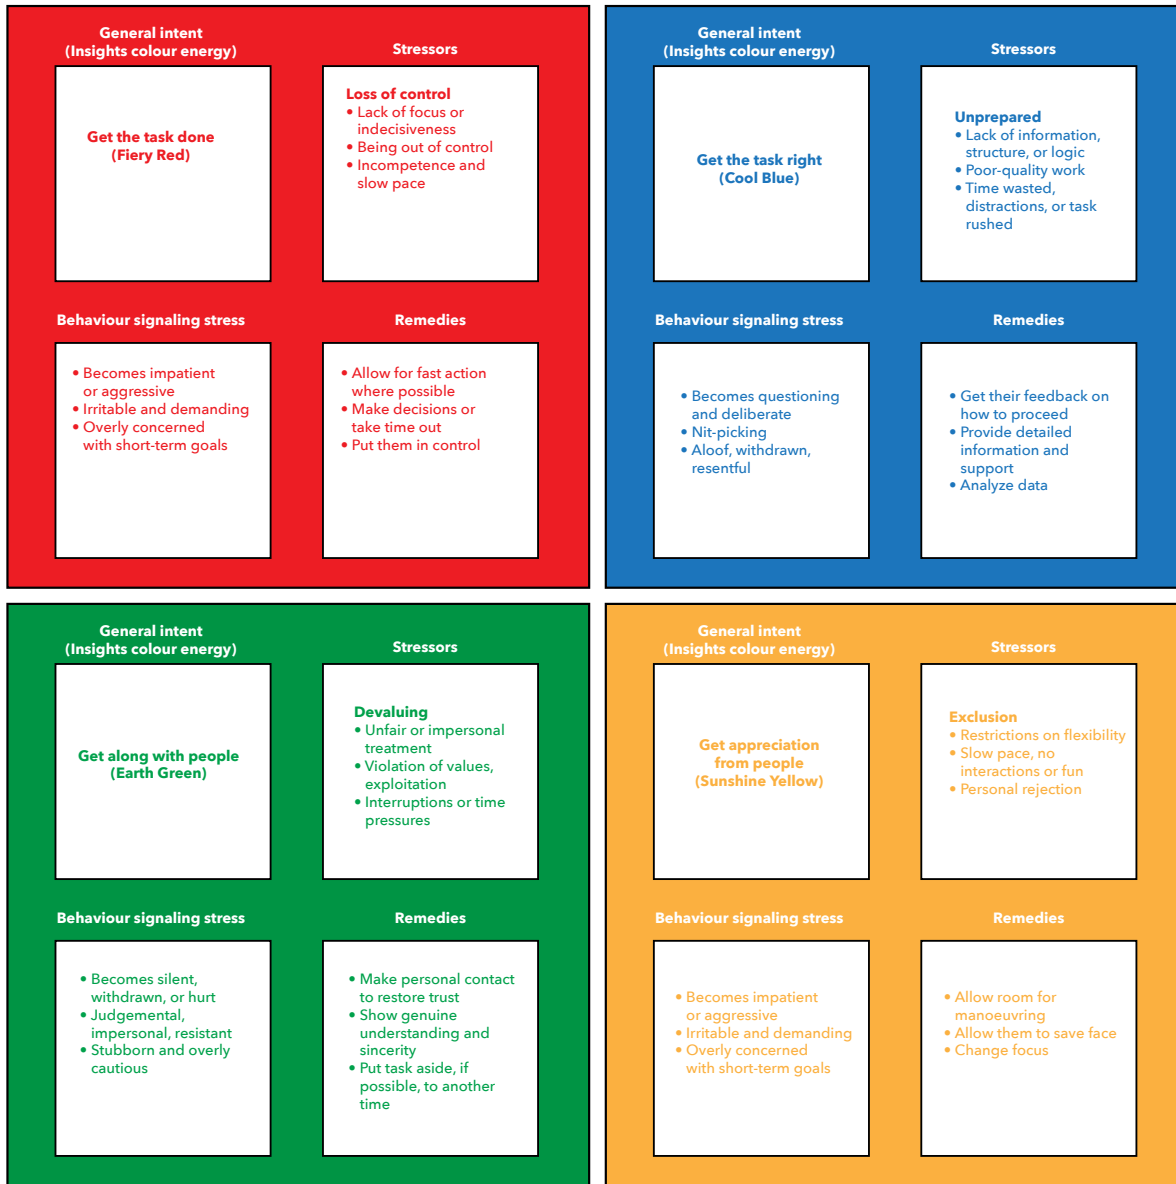 General intent
(Insights colour energy)
Stressors
Get the task done
(Fiery Red)
Loss of control
• Lack of focus or
indecisiveness
• Being out of control
• Incompetence and
slow pace
Behaviour signaling stress
Remedies
• Becomes impatient
or aggressive
• Irritable and demanding
• Overly concerned
with short-term goals
• Allow for fast action
where possible
• Make decisions or
take time out
• Put them in control
General intent
(Insights colour energy)
Stressors
Get the task right
(Cool Blue)
Unprepared
• Lack of information,
structure, or logic
• Poor-quality work
• Time wasted,
distractions, or task
rushed
Behaviour signaling stress
Remedies
• Becomes questioning
and deliberate
• Nit-picking
• Aloof, withdrawn,
resentful
• Get their feedback on
how to proceed
• Provide detailed
information and
support
• Analyze data
General intent
(Insights colour energy)
Stressors
Get along with people
(Earth Green)
Devaluing
• Unfair or impersonal
treatment
• Violation of values,
exploitation
• Interruptions or time
pressures
Behaviour signaling stress
Remedies
• Becomes silent,
withdrawn, or hurt
• Judgemental,
impersonal, resistant
• Stubborn and overly
cautious
• Make personal contact
to restore trust
• Show genuine
understanding and
sincerity
• Put task aside, if
possible, to another
time
General intent
(Insights colour energy)
Stressors
Get appreciation
from people
(Sunshine Yellow)
Exclusion
• Restrictions on flexibility
• Slow pace, no
interactions or fun
• Personal rejection
Behaviour signaling stress
Remedies
• Becomes impatient
or aggressive
• Irritable and demanding
• Overly concerned
with short-term goals
• Allow room for
manoeuvring
• Allow them to save face
• Change focus